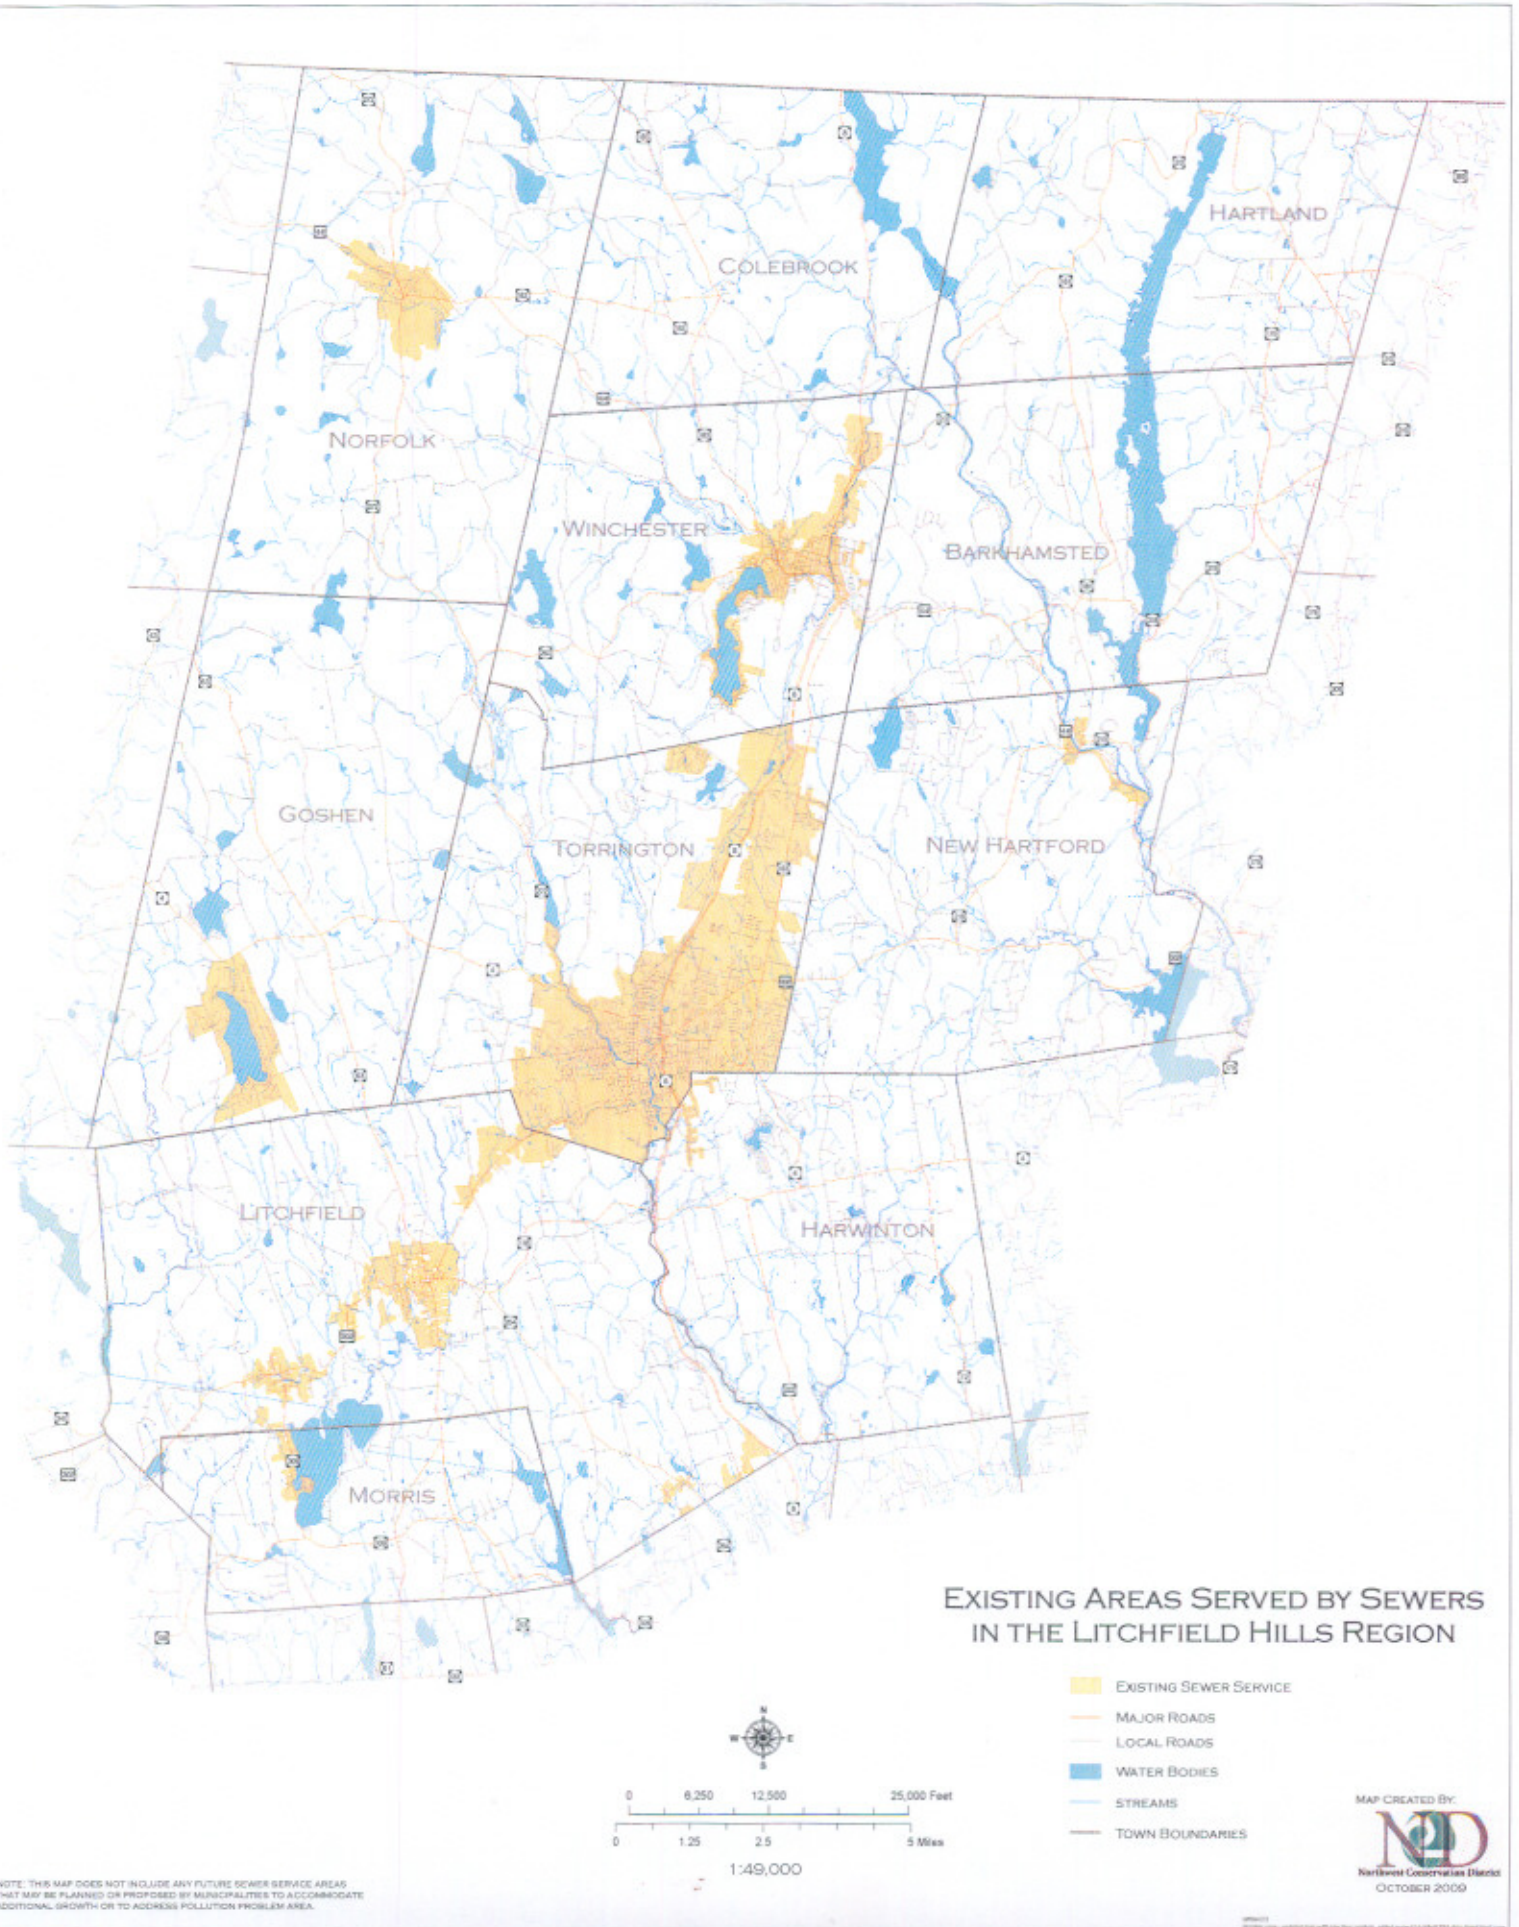 HARTLAND
COLEBROOK
NORFOLK
WINCHESTER
BARKHAMSTED
GOSHEN
TORRINGTON
NEW HARTFORD
LITCHFIELD
HARWINTON
MORRIS
EXISTING AREAS SERVED BY SEWERS
IN THE LITCHFIELD HILLS REGION
EXISTING SEWER SERVICE
MAJOR ROADS
LOCAL ROADS
WATER BODIES
STREAMS
TOWN BOUNDARIES
N
W E
S
0 6,250 12,500 25,000 Feet
0 1.25 2.5 5 Miles
1:49,000
MAP CREATED BY:
Northwest Conservation District
OCTOBER 2009
NOTE: THIS MAP DOES NOT INCLUDE ANY FUTURE SEWER SERVICE AREAS
THAT MAY BE PLANNED OR PROPOSED BY MUNICIPALITIES TO ACCOMMODATE
ADDITIONAL GROWTH OR TO ADDRESS POLLUTION PROBLEM AREA.